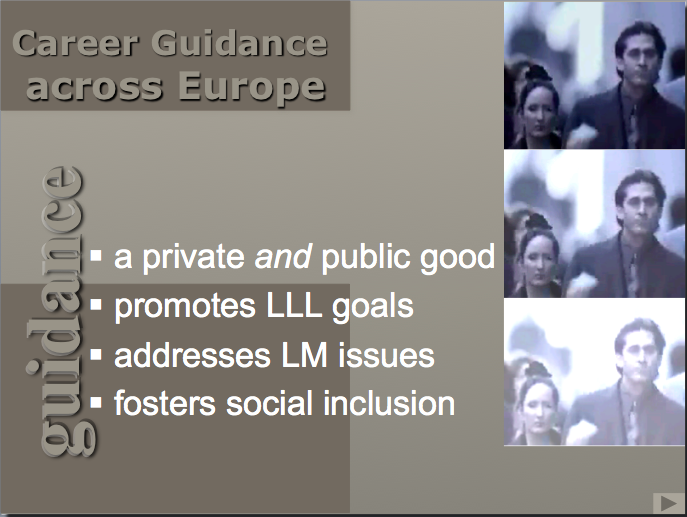 Career Guidance
across Europe
guidance
a private and public good
promotes LLL goals
addresses LM issues
fosters social inclusion